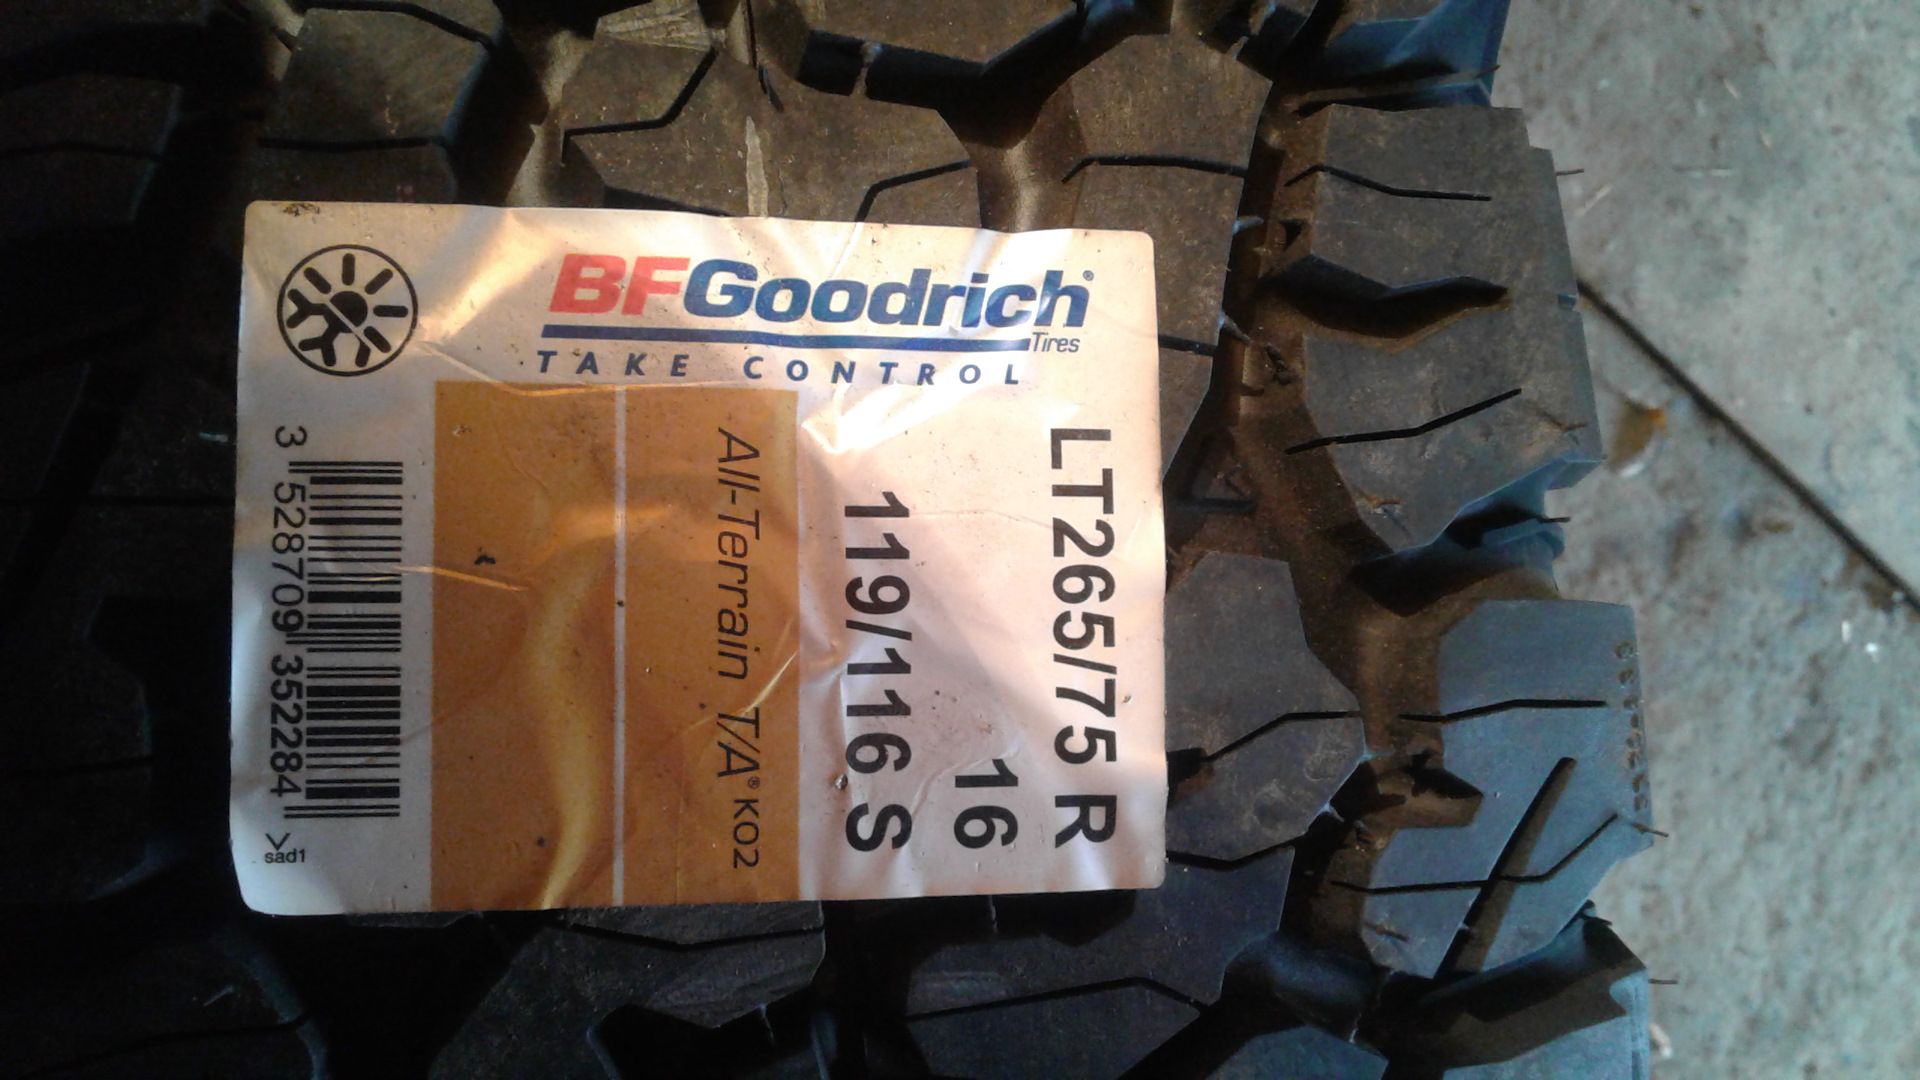 BFGoodrich®
Tires
TAKE CONTROL
LT265/75 R
16
119/116 S
All-Terrain T/A® KO2
3 528709 352284 >
sad1